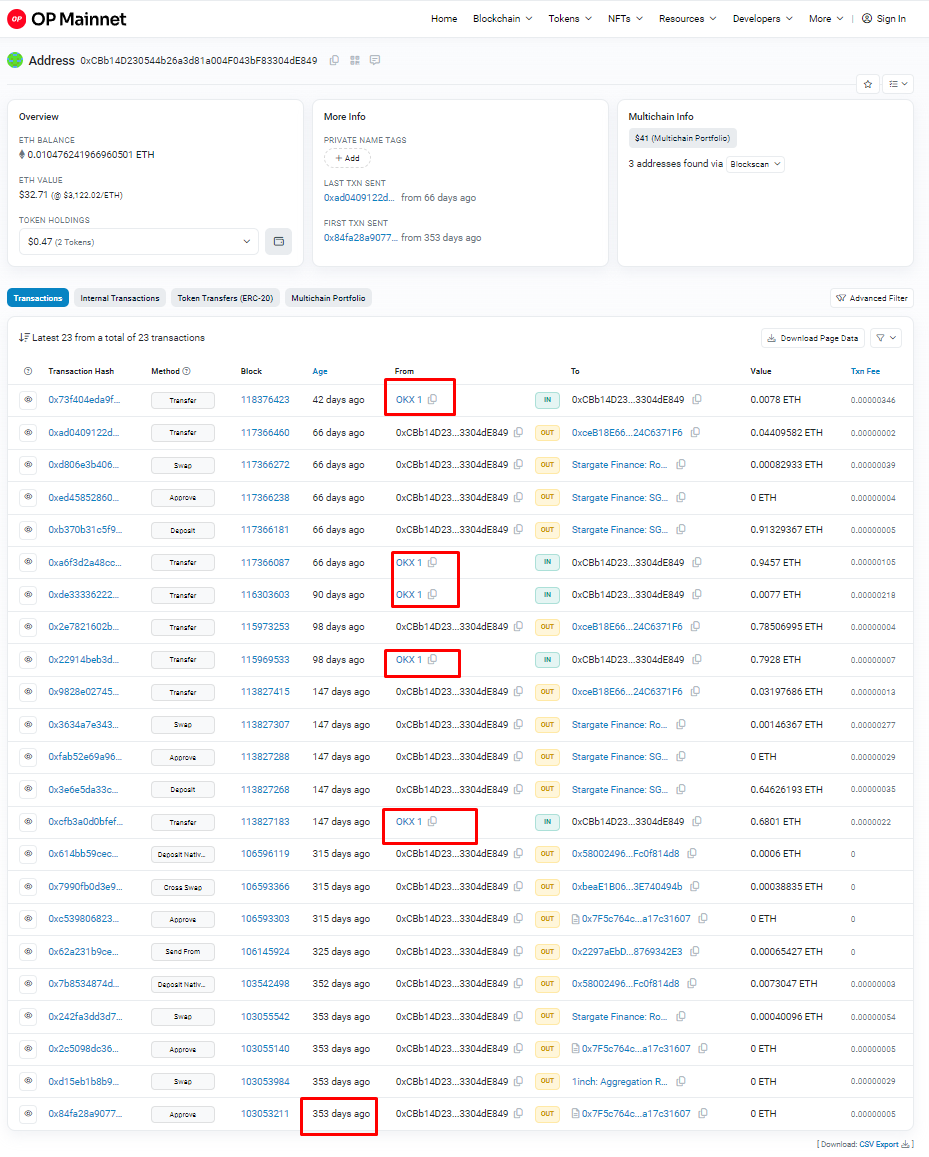 OP OP Mainnet Home Blockchain Tokens NFTs Resources Developers More | Sign In
Address 0xCBb14D230544b26a3d81a004F043bF83304dE849
Overview
ETH BALANCE
0.010476241966960501 ETH
ETH VALUE
$32.71 (@ $3,122.02/ETH)
TOKEN HOLDINGS
$0.47 (2 Tokens)
More Info
PRIVATE NAME TAGS
+ Add
LAST TXN SENT
0xad0409122d... from 66 days ago
FIRST TXN SENT
0x84fa28a9077... from 353 days ago
Multichain Info
$41 (Multichain Portfolio)
3 addresses found via Blockscan
Transactions Internal Transactions Token Transfers (ERC-20) Multichain Portfolio Advanced Filter
Latest 23 from a total of 23 transactions Download Page Data
Transaction Hash Method Block Age From To Value Txn Fee
0x73f404eda9f... Transfer 118376423 42 days ago OKX 1 IN 0xCBb14D23...3304dE849 0.0078 ETH 0.00000346
0xad0409122d... Transfer 117366460 66 days ago 0xCBb14D23...3304dE849 OUT 0xceB18E66...24C6371F6 0.04409582 ETH 0.00000002
0xd806e3b406... Swap 117366272 66 days ago 0xCBb14D23...3304dE849 OUT Stargate Finance: Ro... 0.00082933 ETH 0.00000039
0xed45852860... Approve 117366238 66 days ago 0xCBb14D23...3304dE849 OUT Stargate Finance: SG... 0 ETH 0.00000004
0xb370b31c5f9... Deposit 117366181 66 days ago 0xCBb14D23...3304dE849 OUT Stargate Finance: SG... 0.91329367 ETH 0.00000005
0xa6f3d2a48cc... Transfer 117366087 66 days ago OKX 1 IN 0xCBb14D23...3304dE849 0.9457 ETH 0.00000105
0xde33336222... Transfer 116303603 90 days ago OKX 1 IN 0xCBb14D23...3304dE849 0.0077 ETH 0.00000218
0x2e7821602b... Transfer 115973253 98 days ago 0xCBb14D23...3304dE849 OUT 0xceB18E66...24C6371F6 0.78506995 ETH 0.00000004
0x22914beb3d... Transfer 115969533 98 days ago OKX 1 IN 0xCBb14D23...3304dE849 0.7928 ETH 0.00000007
0x9828e02745... Transfer 113827415 147 days ago 0xCBb14D23...3304dE849 OUT 0xceB18E66...24C6371F6 0.03197686 ETH 0.00000013
0x3634a7e343... Swap 113827307 147 days ago 0xCBb14D23...3304dE849 OUT Stargate Finance: Ro... 0.00146367 ETH 0.00000277
0xfab52e69a96... Approve 113827288 147 days ago 0xCBb14D23...3304dE849 OUT Stargate Finance: SG... 0 ETH 0.00000029
0x3e6e5da33c... Deposit 113827268 147 days ago 0xCBb14D23...3304dE849 OUT Stargate Finance: SG... 0.64626193 ETH 0.00000035
0xcfb3a0d0bfef... Transfer 113827183 147 days ago OKX 1 IN 0xCBb14D23...3304dE849 0.6801 ETH 0.0000022
0x614bb59cec... Deposit Nativ... 106596119 315 days ago 0xCBb14D23...3304dE849 OUT 0x58002496...Fc0f814d8 0.0006 ETH 0
0x7990fb0d3e9... Cross Swap 106593366 315 days ago 0xCBb14D23...3304dE849 OUT 0xbeaE1B06...3E740494b 0.00038835 ETH 0
0xc539806823... Approve 106593303 315 days ago 0xCBb14D23...3304dE849 OUT 0x7F5c764c...a17c31607 0 ETH 0
0x62a231b9ce... Send From 106145924 325 days ago 0xCBb14D23...3304dE849 OUT 0x2297aEbD...8769342E3 0.00065427 ETH 0
0x7b8534874d... Deposit Nativ... 103542498 352 days ago 0xCBb14D23...3304dE849 OUT 0x58002496...Fc0f814d8 0.0073047 ETH 0.00000003
0x242fa3dd3d7... Swap 103055542 353 days ago 0xCBb14D23...3304dE849 OUT Stargate Finance: Ro... 0.00040096 ETH 0.00000054
0x2c5098dc36... Approve 103055140 353 days ago 0xCBb14D23...3304dE849 OUT 0x7F5c764c...a17c31607 0 ETH 0.00000005
0xd15eb1b8b9... Swap 103053984 353 days ago 0xCBb14D23...3304dE849 OUT 1inch: Aggregation R... 0 ETH 0.00000029
0x84fa28a9077... Approve 103053211 353 days ago 0xCBb14D23...3304dE849 OUT 0x7F5c764c...a17c31607 0 ETH 0.00000005
[ Download: CSV Export ]